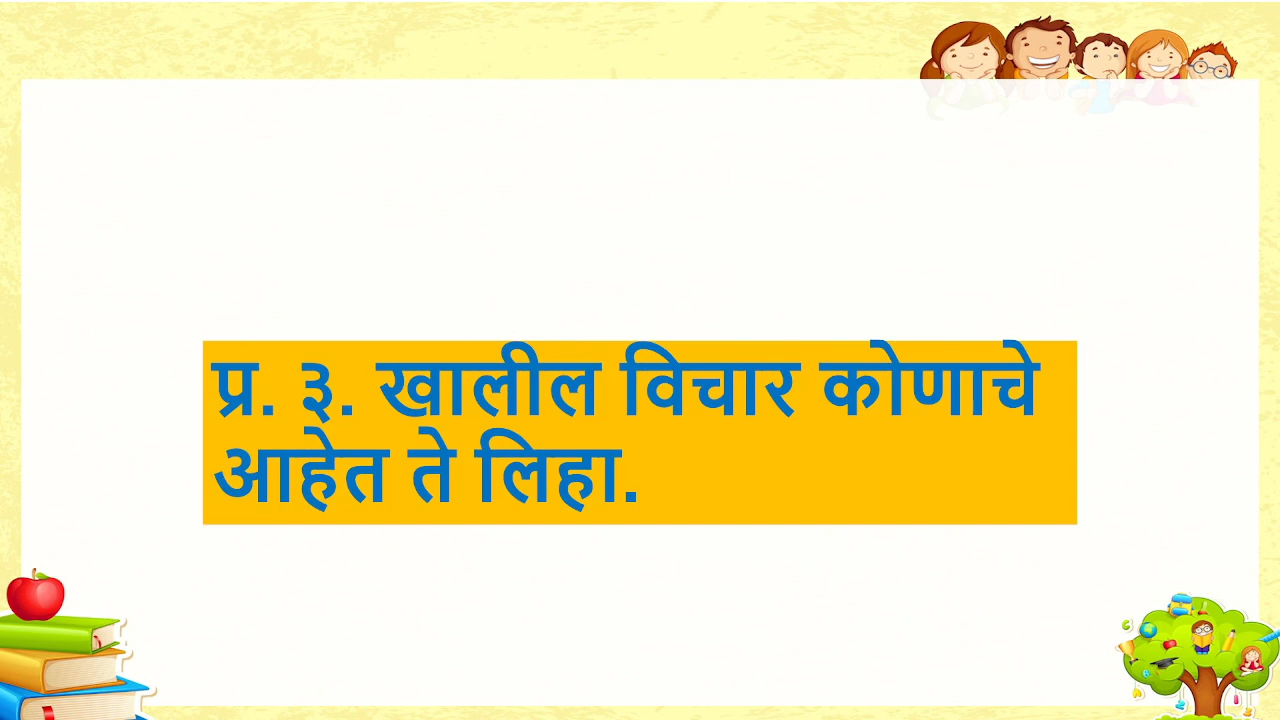 प्र. ३. खालील विचार कोणाचे
आहेत ते लिहा.